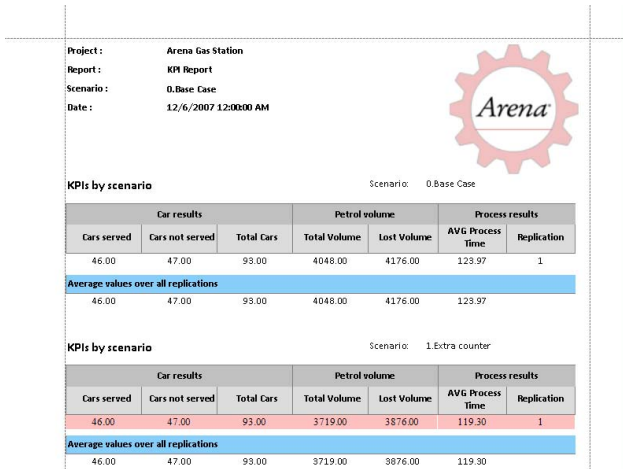 Project : Arena Gas Station
Report : KPI Report
Scenario : 0.Base Case
Date : 12/6/2007 12:00:00 AM
Arena
KPIs by scenario Scenario: 0.Base Case
Car results Petrol volume Process results
Cars served Cars not served Total Cars Total Volume Lost Volume AVG Process Time Replication
46.00 47.00 93.00 4048.00 4176.00 123.97 1
Average values over all replications
46.00 47.00 93.00 4048.00 4176.00 123.97
KPIs by scenario Scenario: 1.Extra counter
Car results Petrol volume Process results
Cars served Cars not served Total Cars Total Volume Lost Volume AVG Process Time Replication
46.00 47.00 93.00 3719.00 3876.00 119.30 1
Average values over all replications
46.00 47.00 93.00 3719.00 3876.00 119.30